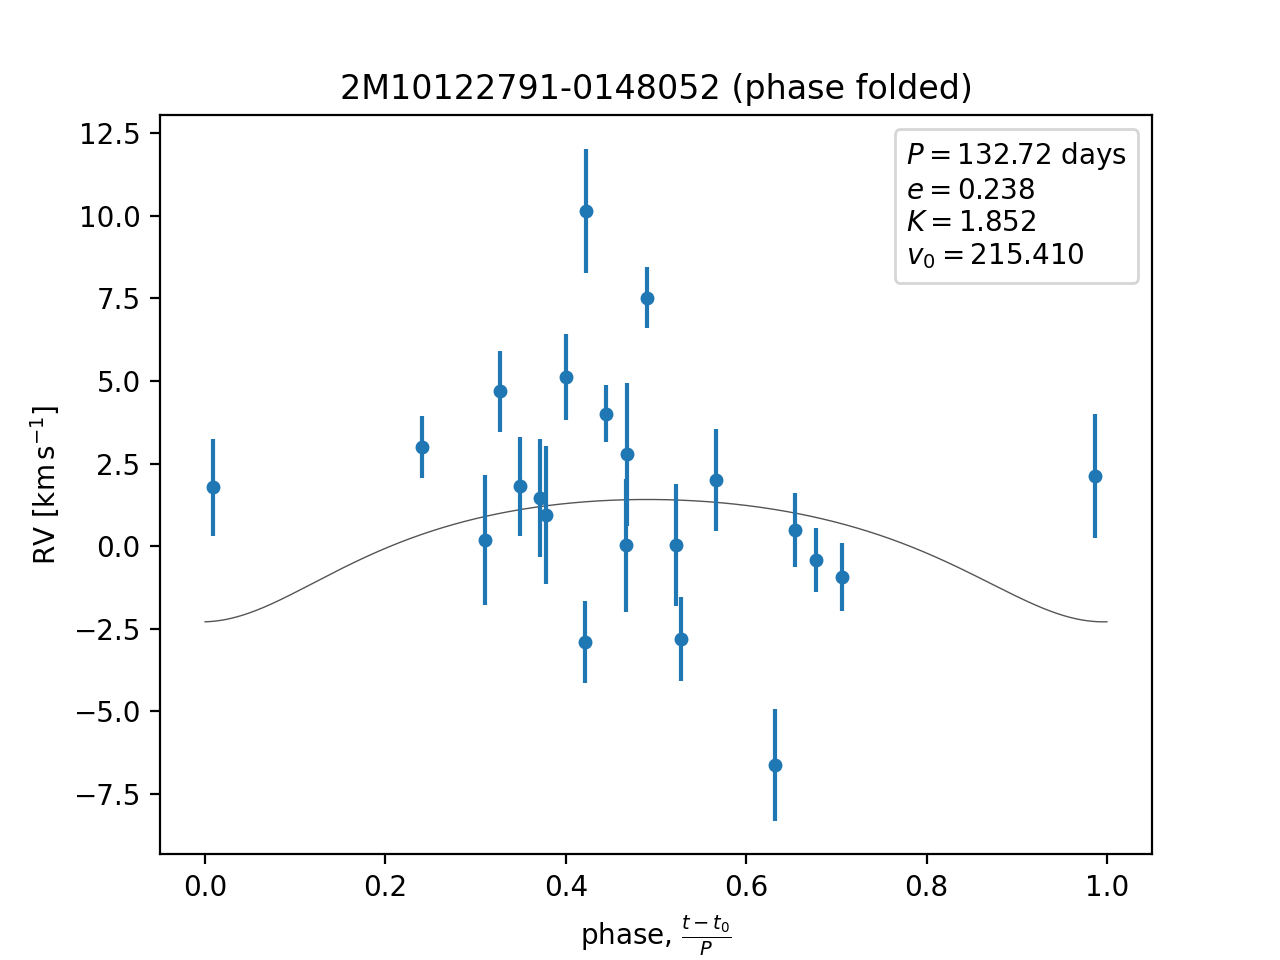 2M10122791-0148052 (phase folded)
P = 132.72 days
e = 0.238
K = 1.852
v₀ = 215.410
12.5
10.0
7.5
5.0
2.5
0.0
−2.5
−5.0
−7.5
RV [km s⁻¹]
0.0 0.2 0.4 0.6 0.8 1.0
phase, (t − t₀)/P